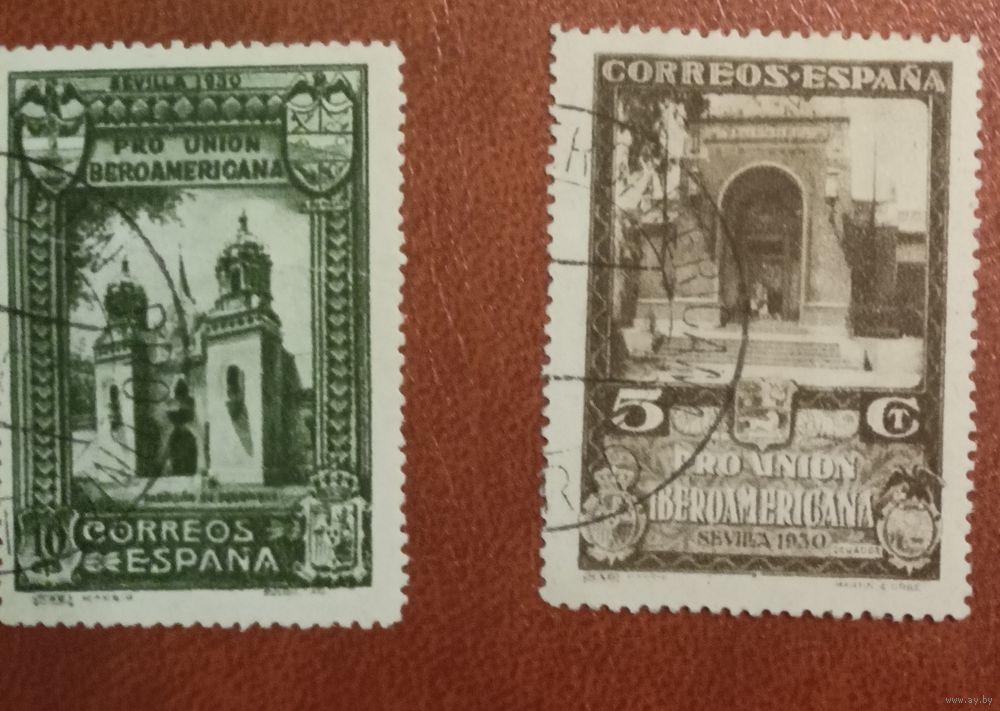 SEVILLA 1930
PRO UNION
IBEROAMERICANA
10
CORREOS
ESPAÑA
CORREOS·ESPAÑA
5 CT
PRO UNION
IBEROAMERICANA
SEVILLA 1930
ECUADOR
www.ay.by